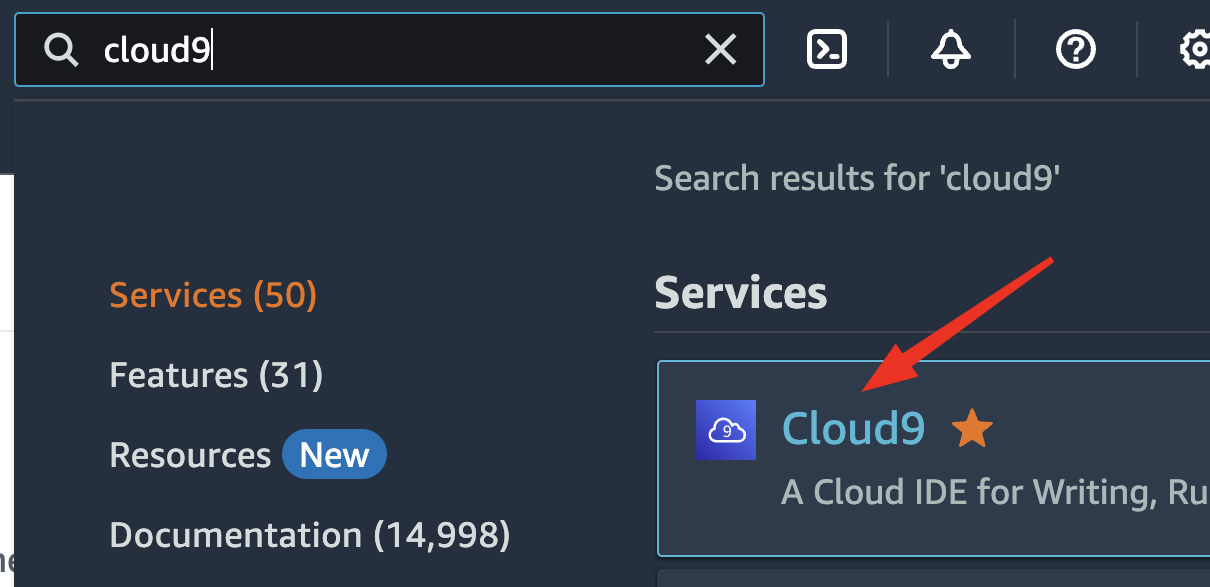 cloud9
Search results for 'cloud9'
Services (50)
Features (31)
Resources New
Documentation (14,998)
Services
9
Cloud9
A Cloud IDE for Writing, Ru